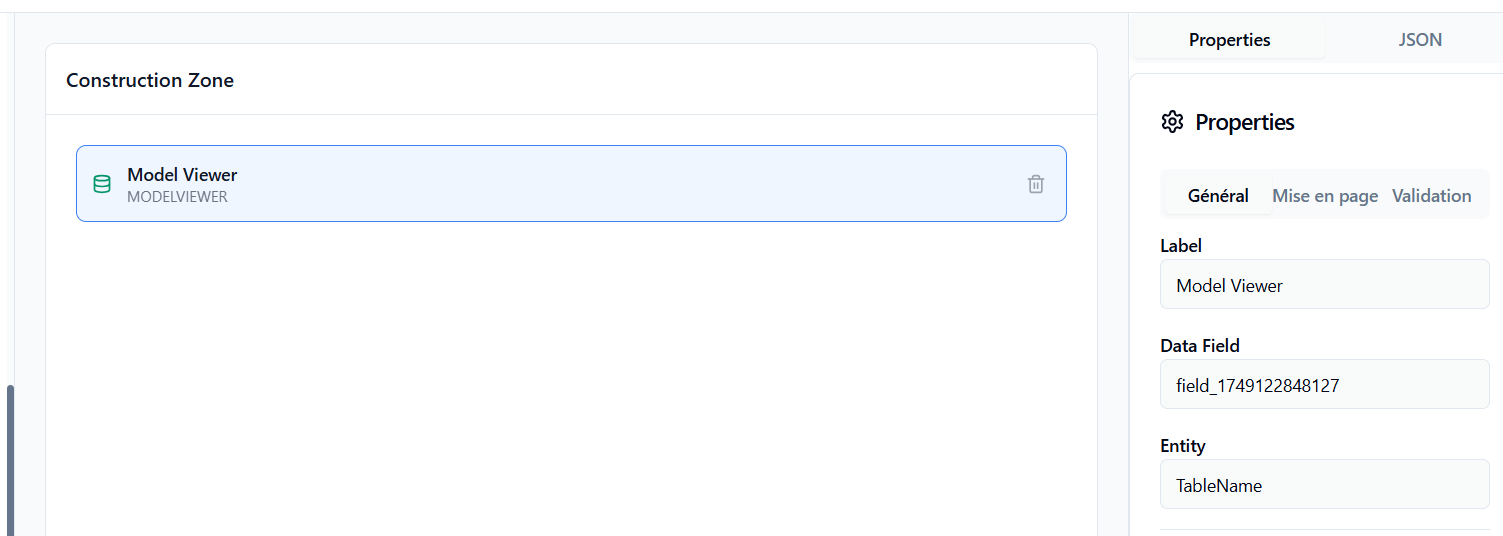 Construction Zone
Model Viewer
MODELVIEWER
Properties
JSON
Properties
Général
Mise en page
Validation
Label
Model Viewer
Data Field
field_1749122848127
Entity
TableName